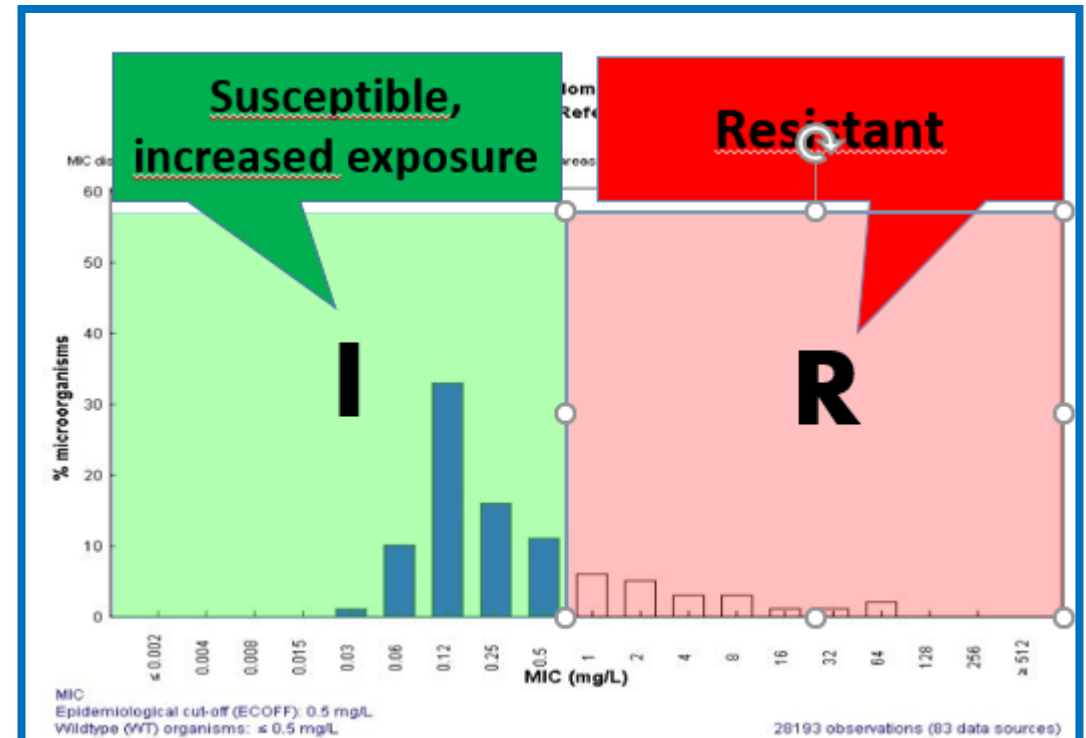 Susceptible,
increased exposure
Resistant
MIC
60
50
40
30
20
10
0
% microorganisms
I
R
≤ 0.002
0.004
0.008
0.015
0.03
0.06
0.12
0.25
0.5
1
2
4
8
16
32
64
128
256
≥ 512
MIC (mg/L)
MIC
Epidemiological cut-off (ECOFF): 0.5 mg/L
Wildtype (WT) organisms: ≤ 0.5 mg/L
28193 observations (83 data sources)